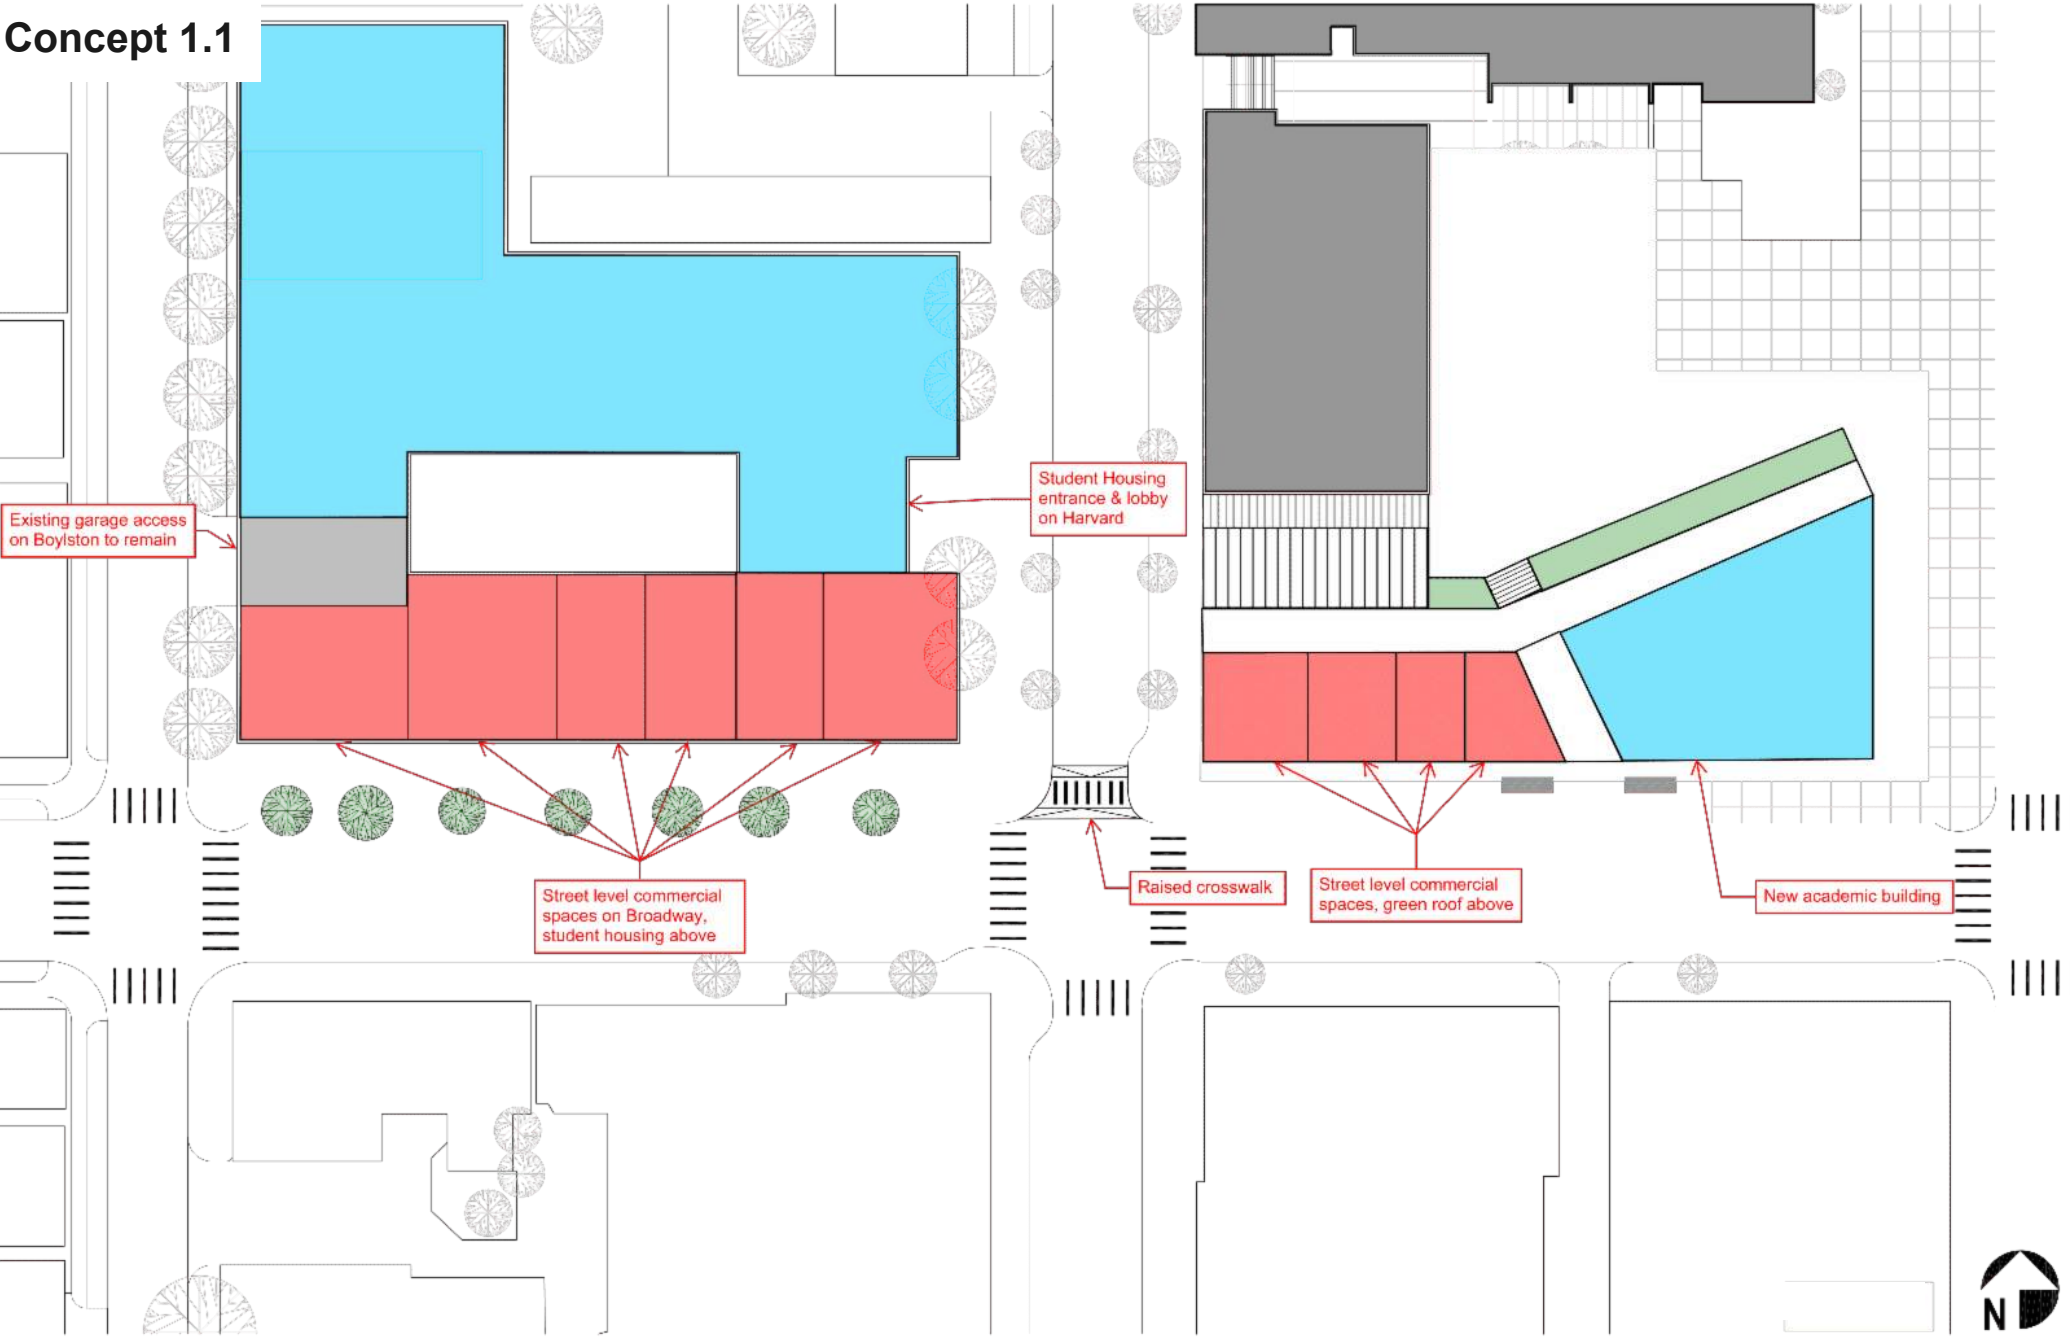 Concept 1.1
Existing garage access
on Boylston to remain
Student Housing
entrance & lobby
on Harvard
Street level commercial
spaces on Broadway,
student housing above
Raised crosswalk
Street level commercial
spaces, green roof above
New academic building
N